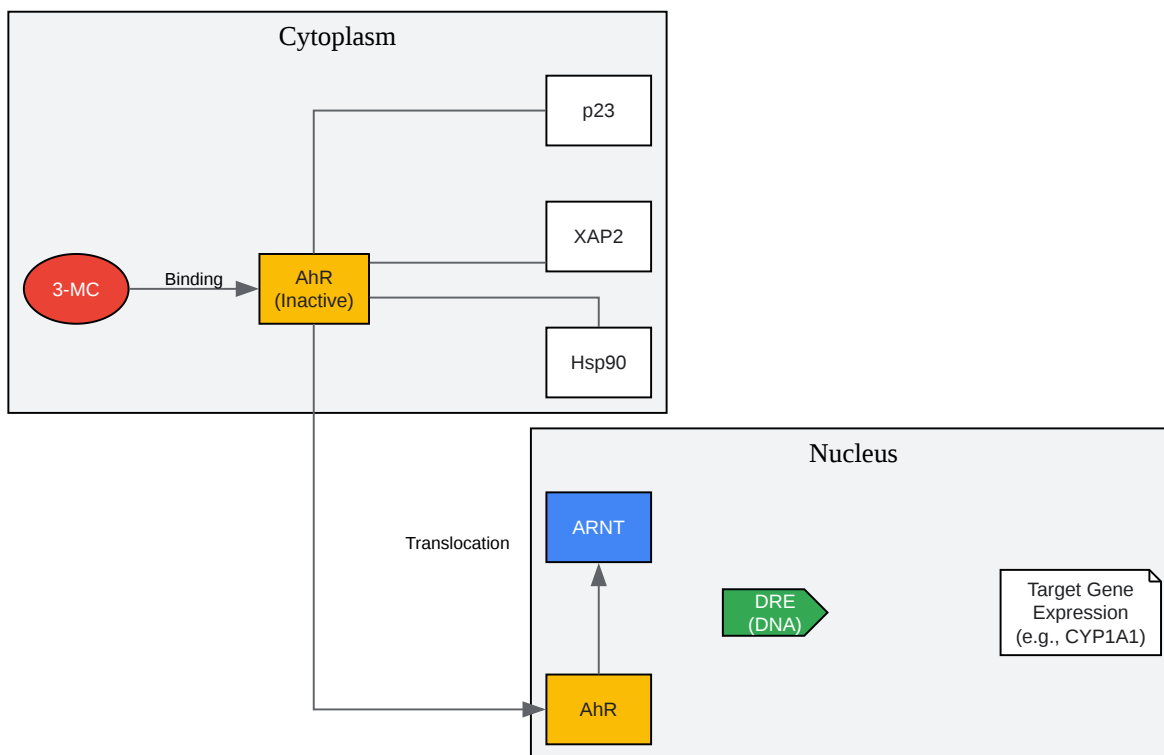 Cytoplasm
p23
XAP2
3-MC
Binding
AhR
(Inactive)
Hsp90
Nucleus
ARNT
Translocation
DRE
(DNA)
Target Gene
Expression
(e.g., CYP1A1)
AhR